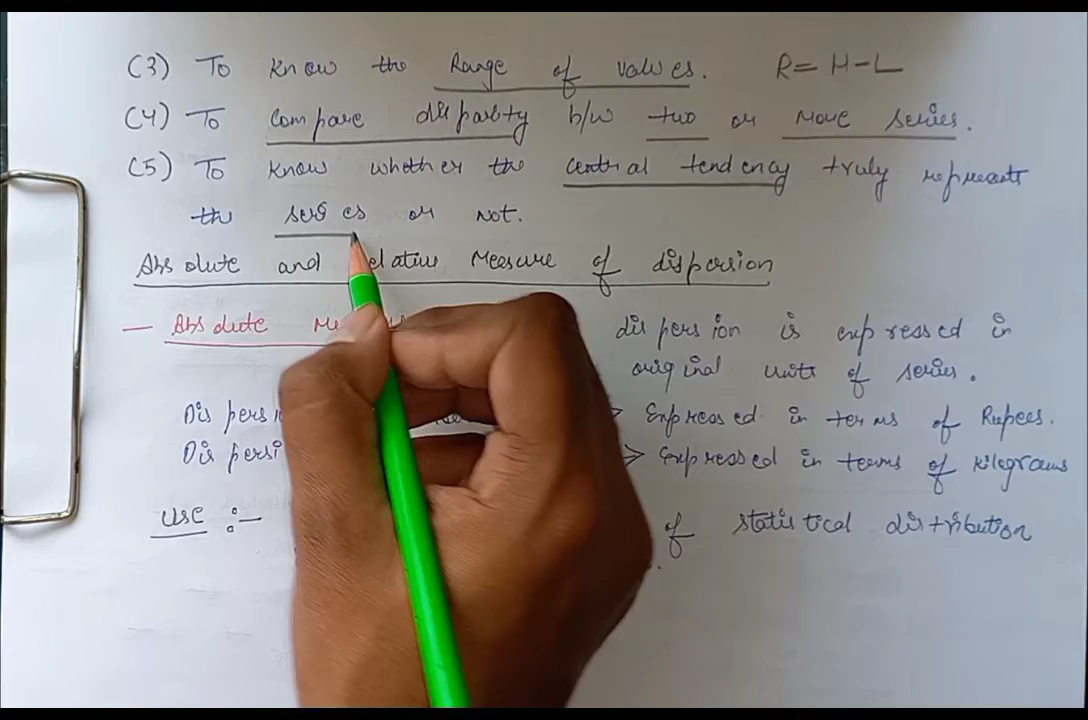 (3) To know the Range of values. R = H - L
(4) To compare disparity b/w two or more series.
(5) To know whether the central tendency truly represents
the series or not.
Absolute and relative Measure of dispersion
— Absolute dispersion is expressed in
original units of series.
Expressed in terms of Rupees.
> Expressed in terms of kilograms
Use :- of statistical distribution